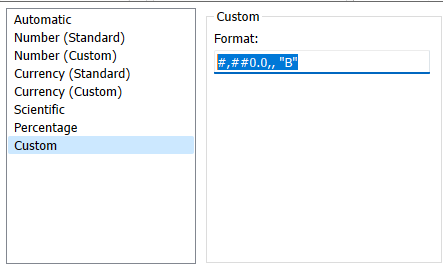 Automatic
Number (Standard)
Number (Custom)
Currency (Standard)
Currency (Custom)
Scientific
Percentage
Custom
Custom
Format:
#,##0.0,, "B"